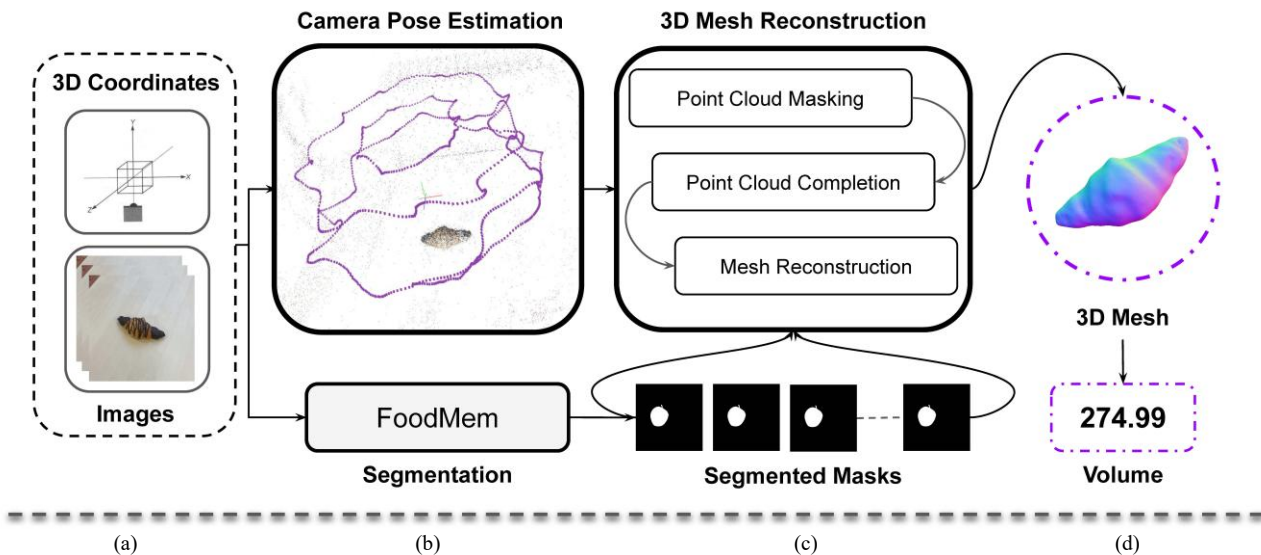 Camera Pose Estimation
3D Mesh Reconstruction
3D Coordinates
Y
X
Z
Images
Point Cloud Masking
Point Cloud Completion
Mesh Reconstruction
3D Mesh
FoodMem
274.99
Segmentation
Segmented Masks
Volume
(a)
(b)
(c)
(d)